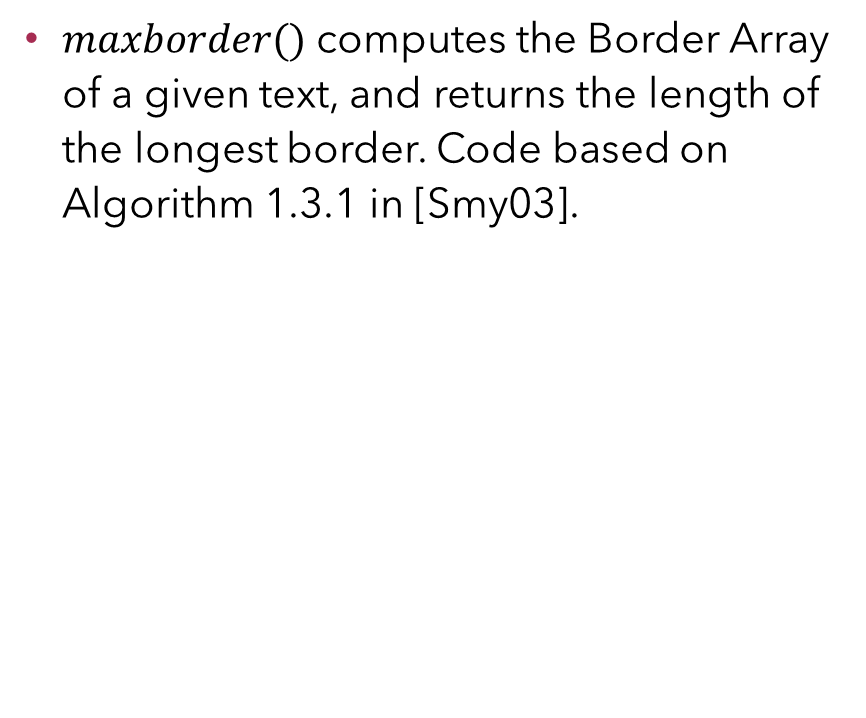 • maxborder() computes the Border Array
of a given text, and returns the length of
the longest border. Code based on
Algorithm 1.3.1 in [Smy03].